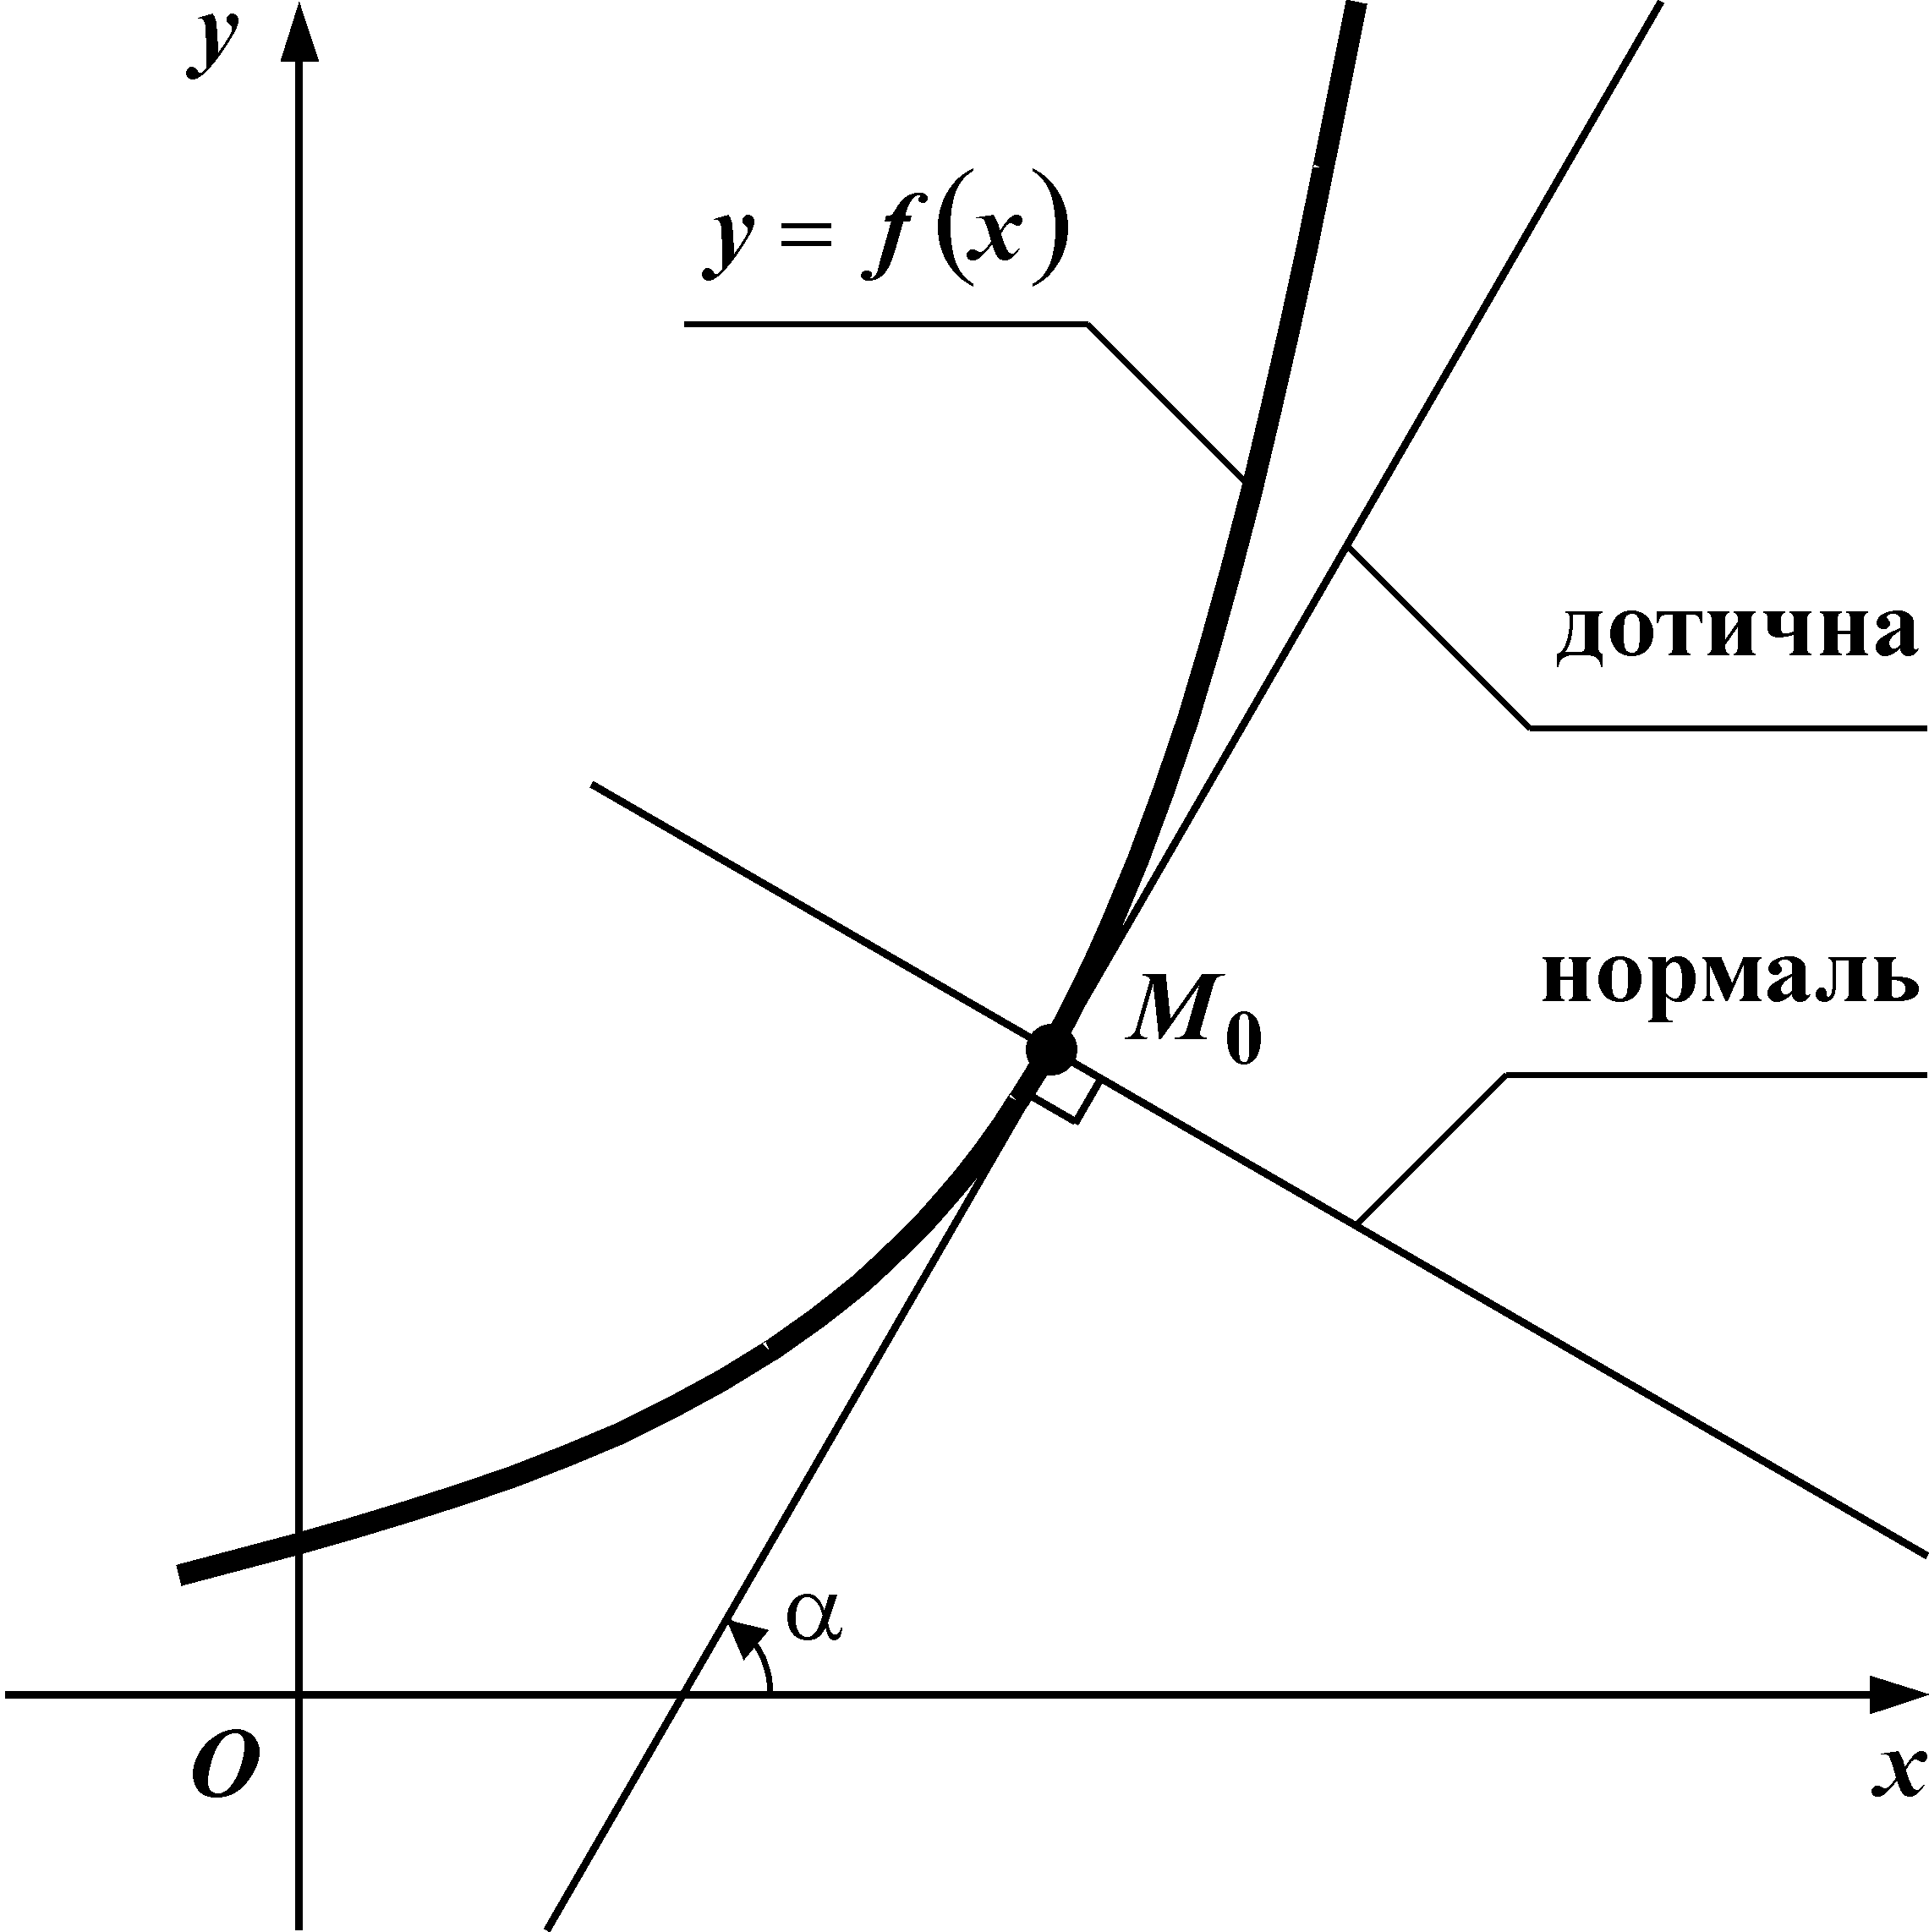 y
y = f(x)
дотична
нормаль
M₀
α
O
x